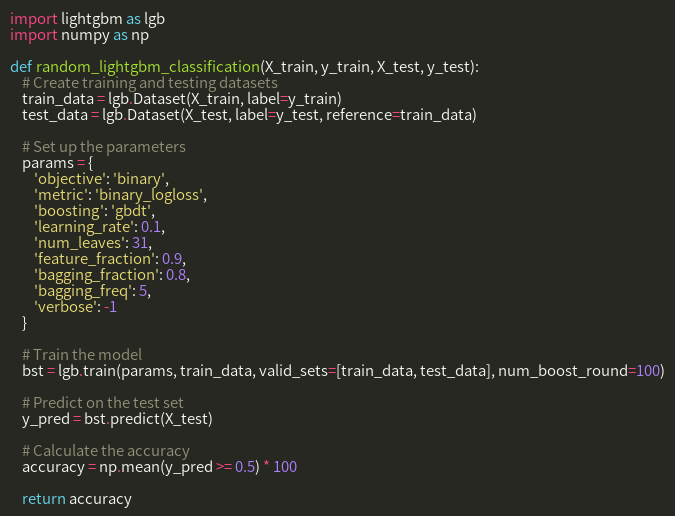 import lightgbm as lgb
import numpy as np

def random_lightgbm_classification(X_train, y_train, X_test, y_test):
    # Create training and testing datasets
    train_data = lgb.Dataset(X_train, label=y_train)
    test_data = lgb.Dataset(X_test, label=y_test, reference=train_data)

    # Set up the parameters
    params = {
        'objective': 'binary',
        'metric': 'binary_logloss',
        'boosting': 'gbdt',
        'learning_rate': 0.1,
        'num_leaves': 31,
        'feature_fraction': 0.9,
        'bagging_fraction': 0.8,
        'bagging_freq': 5,
        'verbose': -1
    }

    # Train the model
    bst = lgb.train(params, train_data, valid_sets=[train_data, test_data], num_boost_round=100)

    # Predict on the test set
    y_pred = bst.predict(X_test)

    # Calculate the accuracy
    accuracy = np.mean(y_pred >= 0.5) * 100

    return accuracy